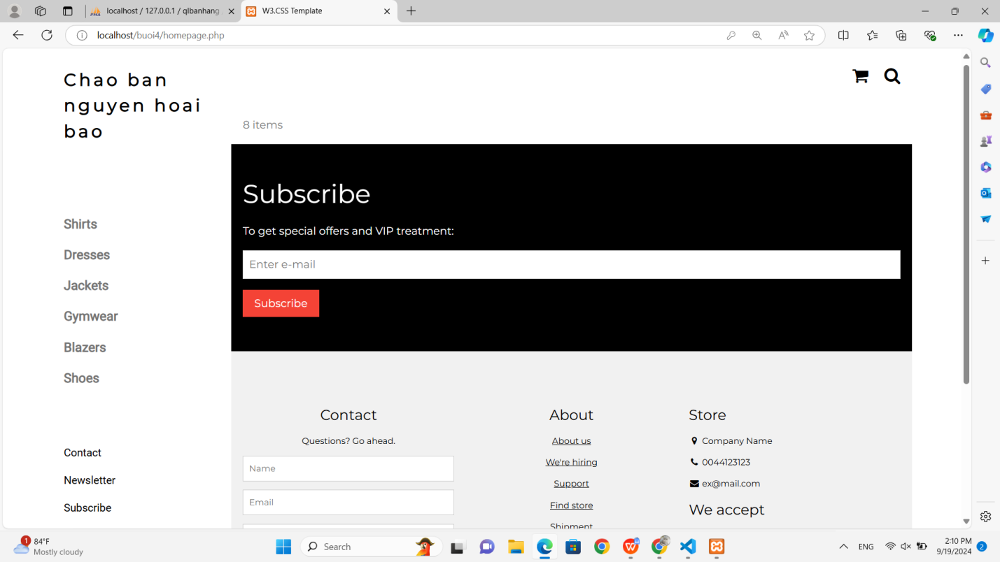 localhost / 127.0.0.1 / qlbanhang
W3.CSS Template
localhost/buoi4/homepage.php
Chao ban
nguyen hoai
bao
8 items
Shirts
Dresses
Jackets
Gymwear
Blazers
Shoes
Contact
Newsletter
Subscribe
Subscribe
To get special offers and VIP treatment:
Enter e-mail
Subscribe
Contact
Questions? Go ahead.
Name
Email
About
About us
We're hiring
Support
Find store
Shipment
Store
Company Name
0044123123
ex@mail.com
We accept
1
84°F
Mostly cloudy
Search
ENG
2:10 PM
9/19/2024
2